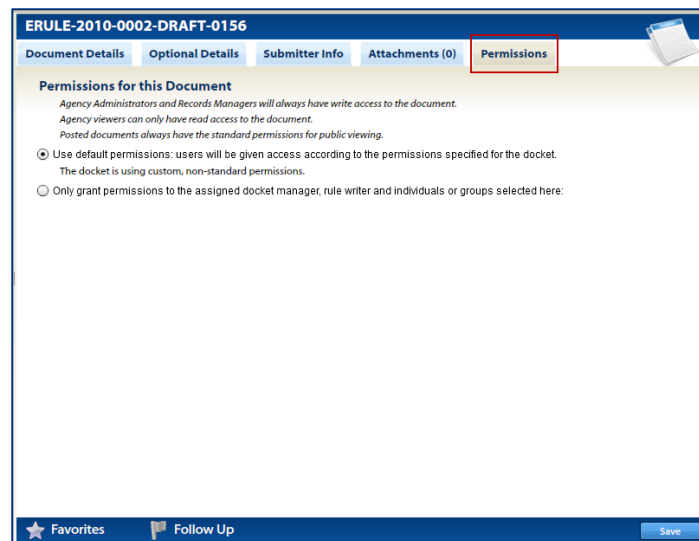 ERULE-2010-0002-DRAFT-0156
Document Details Optional Details Submitter Info Attachments (0) Permissions
Permissions for this Document
Agency Administrators and Records Managers will always have write access to the document.
Agency viewers can only have read access to the document.
Posted documents always have the standard permissions for public viewing.
Use default permissions: users will be given access according to the permissions specified for the docket.
The docket is using custom, non-standard permissions.
Only grant permissions to the assigned docket manager, rule writer and individuals or groups selected here:
Favorites Follow Up Save